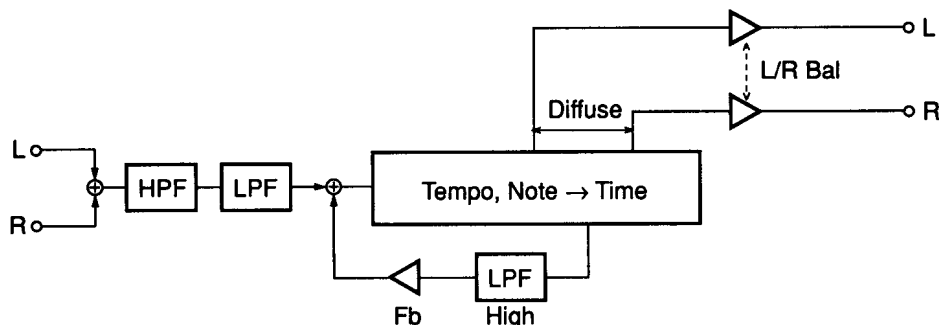 L
L/R Bal
Diffuse
R
L
HPF
LPF
Tempo, Note → Time
R
LPF
Fb
High